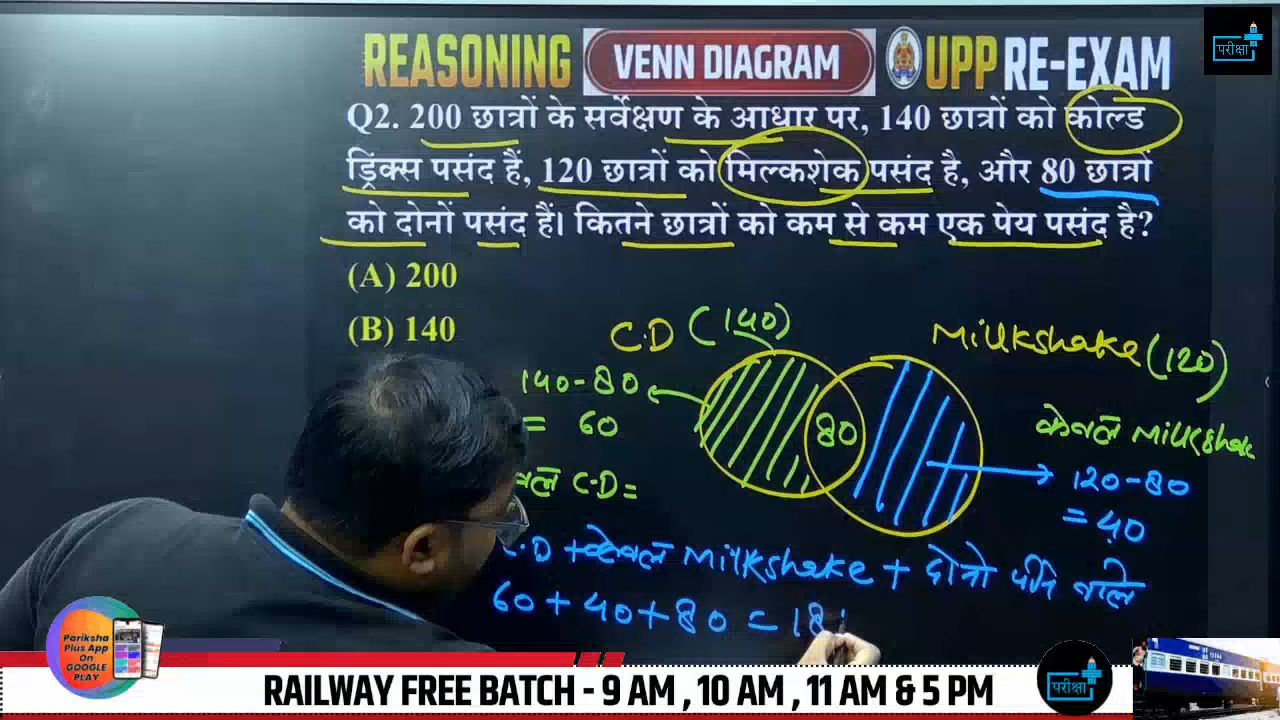 परीक्षा
REASONING VENN DIAGRAM UPP RE-EXAM
Q2. 200 छात्रों के सर्वेक्षण के आधार पर, 140 छात्रों को कोल्ड
ड्रिंक्स पसंद हैं, 120 छात्रों को मिल्कशेक पसंद है, और 80 छात्रों
को दोनों पसंद हैं। कितने छात्रों को कम से कम एक पेय पसंद है?
(A) 200
(B) 140
C.D (140)
Milkshake (120)
140-80
= 60
80
केवल Milkshake
120-80
= 40
C.D =
C.D + केवल Milkshake + दोनो पीने वाले
60 + 40 + 80 = 18
Pariksha
Plus App
On
GOOGLE
PLAY
RAILWAY FREE BATCH - 9 AM , 10 AM , 11 AM & 5 PM
परीक्षा